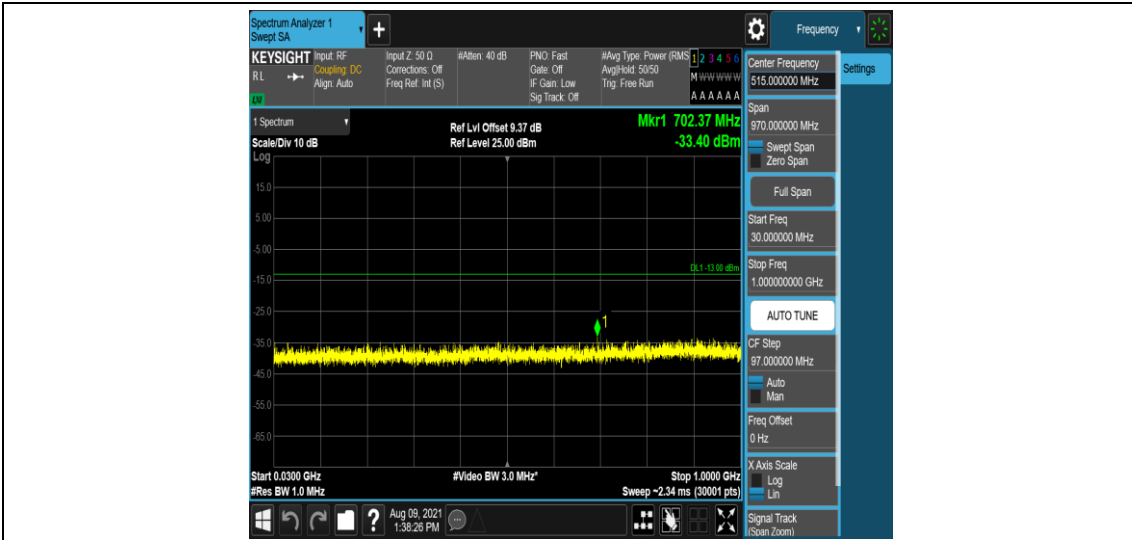 Spectrum Analyzer 1
Swept SA
+
Frequency
KEYSIGHT
RL
Input: RF
Coupling: DC
Align: Auto
Input Z: 50 Ω
Corrections: Off
Freq Ref: Int (S)
#Atten: 40 dB
PNO: Fast
Gate: Off
IF Gain: Low
Sig Track: Off
#Avg Type: Power (RMS
Avg|Hold: 50/50
Trig: Free Run
1 2 3 4 5 6
M W W W W W
A A A A A A
1 Spectrum
Scale/Div 10 dB
Log
Ref Lvl Offset 9.37 dB
Ref Level 25.00 dBm
Mkr1 702.37 MHz
-33.40 dBm
15.0
5.00
-5.00
DL1 -13.00 dBm
-15.0
-25.0
1
-35.0
-45.0
-55.0
-65.0
Start 0.0300 GHz
#Res BW 1.0 MHz
#Video BW 3.0 MHz*
Stop 1.0000 GHz
Sweep ~2.34 ms (30001 pts)
?
Aug 09, 2021
1:38:26 PM
Center Frequency
515.000000 MHz
Span
970.000000 MHz
Swept Span
Zero Span
Full Span
Start Freq
30.000000 MHz
Stop Freq
1.000000000 GHz
AUTO TUNE
CF Step
97.000000 MHz
Auto
Man
Freq Offset
0 Hz
X Axis Scale
Log
Lin
Signal Track
(Span Zoom)
Settings